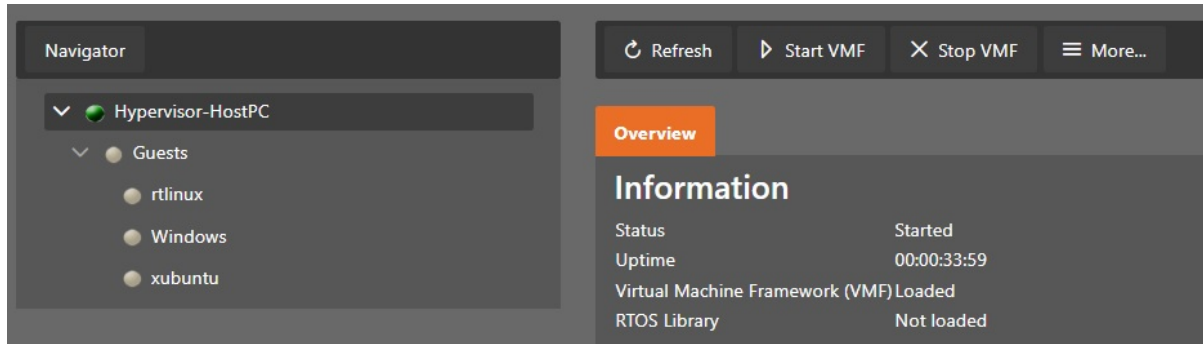 Navigator
Hypervisor-HostPC
Guests
rtlinux
Windows
xubuntu
Refresh Start VMF Stop VMF More...
Overview
Information
Status Started
Uptime 00:00:33:59
Virtual Machine Framework (VMF) Loaded
RTOS Library Not loaded